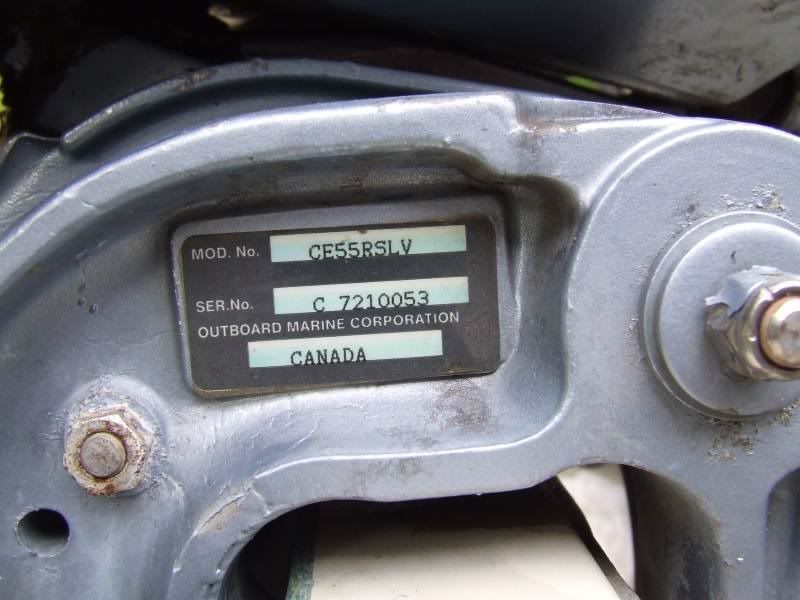 MOD. No. CE55RSLV
SER.No. C 7210053
OUTBOARD MARINE CORPORATION
CANADA